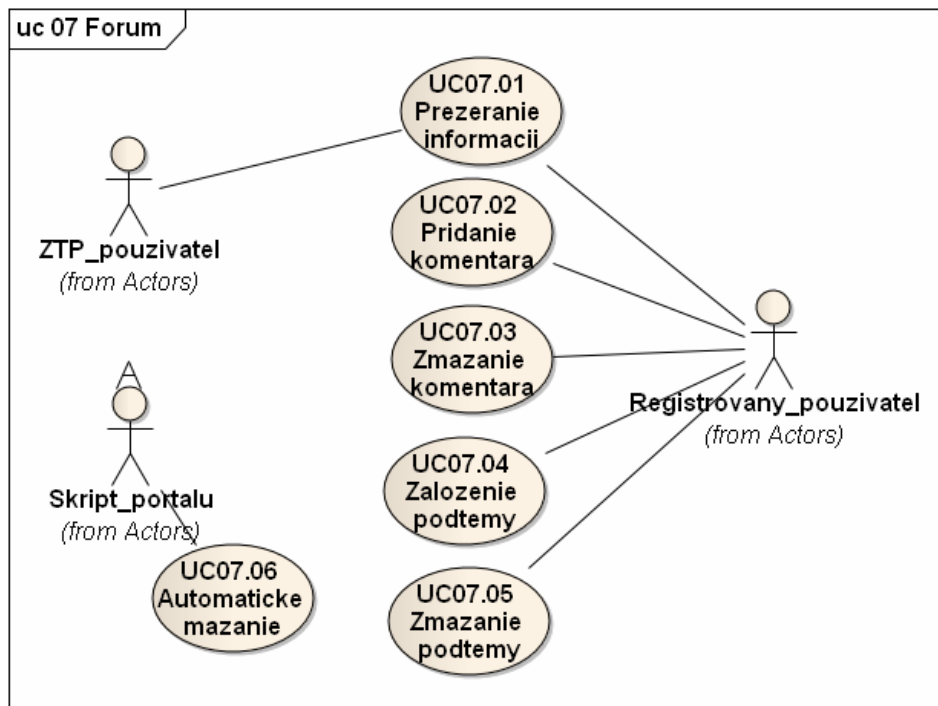 uc 07 Forum
UC07.01
Prezeranie
informacii
ZTP_pouzivatel
(from Actors)
UC07.02
Pridanie
komentara
UC07.03
Zmazanie
komentara
Registrovany_pouzivatel
(from Actors)
A
Skript_portalu
(from Actors)
UC07.04
Zalozenie
podtemy
UC07.06
Automaticke
mazanie
UC07.05
Zmazanie
podtemy